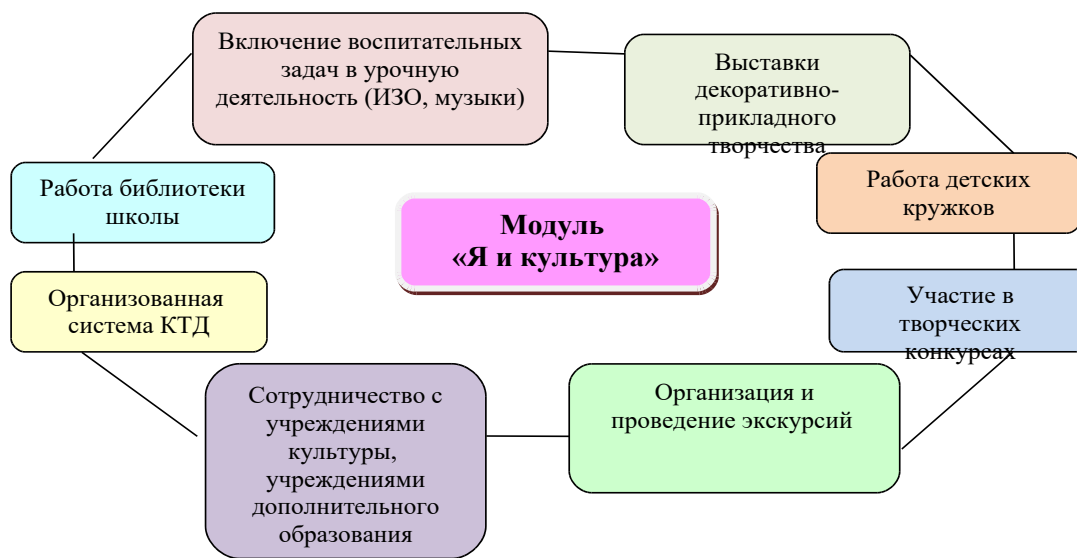 Включение воспитательных
задач в урочную
деятельность (ИЗО, музыки)
Выставки
декоративно-
прикладного
творчества
Работа библиотеки
школы
Работа детских
кружков
Модуль
«Я и культура»
Организованная
система КТД
Участие в
творческих
конкурсах
Сотрудничество с
учреждениями
культуры,
учреждениями
дополнительного
образования
Организация и
проведение экскурсий